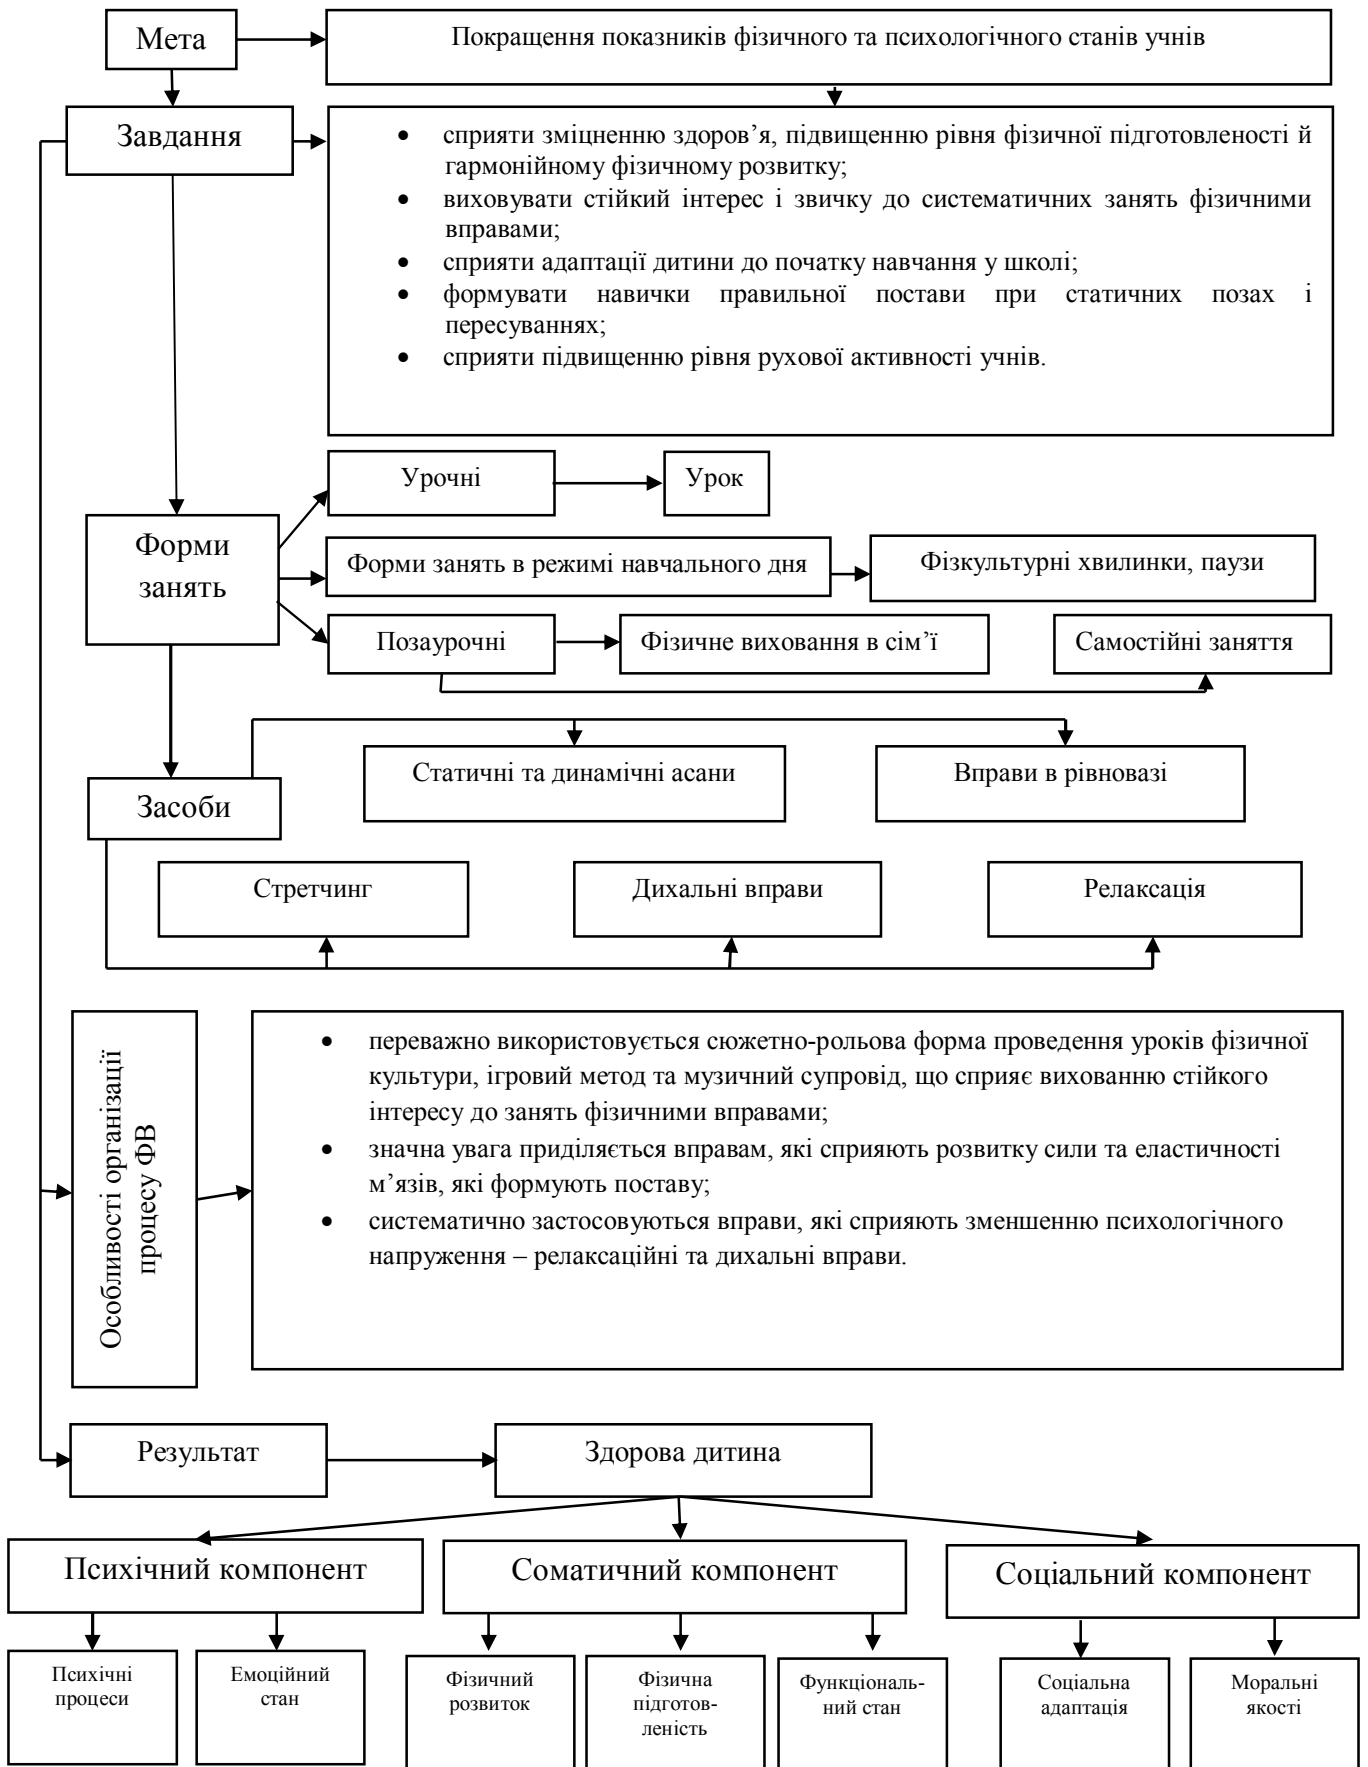 Мета
Покращення показників фізичного та психологічного станів учнів
Завдання
• сприяти зміцненню здоров’я, підвищенню рівня фізичної підготовленості й
гармонійному фізичному розвитку;
• виховувати стійкий інтерес і звичку до систематичних занять фізичними
вправами;
• сприяти адаптації дитини до початку навчання у школі;
• формувати навички правильної постави при статичних позах і
пересуваннях;
• сприяти підвищенню рівня рухової активності учнів.
Урочні
Урок
Форми
занять
Форми занять в режимі навчального дня
Фізкультурні хвилинки, паузи
Позаурочні
Фізичне виховання в сім’ї
Самостійні заняття
Статичні та динамічні асани
Вправи в рівновазі
Засоби
Стретчинг
Дихальні вправи
Релаксація
Особливості організації
процесу ФВ
• переважно використовується сюжетно-рольова форма проведення уроків фізичної
культури, ігровий метод та музичний супровід, що сприяє вихованню стійкого
інтересу до занять фізичними вправами;
• значна увага приділяється вправам, які сприяють розвитку сили та еластичності
м’язів, які формують поставу;
• систематично застосовуються вправи, які сприяють зменшенню психологічного
напруження – релаксаційні та дихальні вправи.
Результат
Здорова дитина
Психічний компонент
Соматичний компонент
Соціальний компонент
Психічні
процеси
Емоційний
стан
Фізичний
розвиток
Фізична
підготов-
леність
Функціональ-
ний стан
Соціальна
адаптація
Моральні
якості